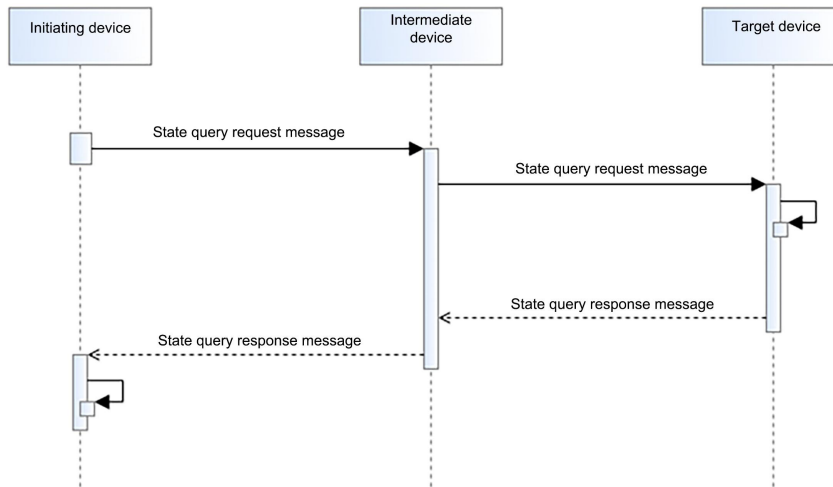 Initiating device
Intermediate
device
Target device
State query request message
State query request message
State query response message
State query response message